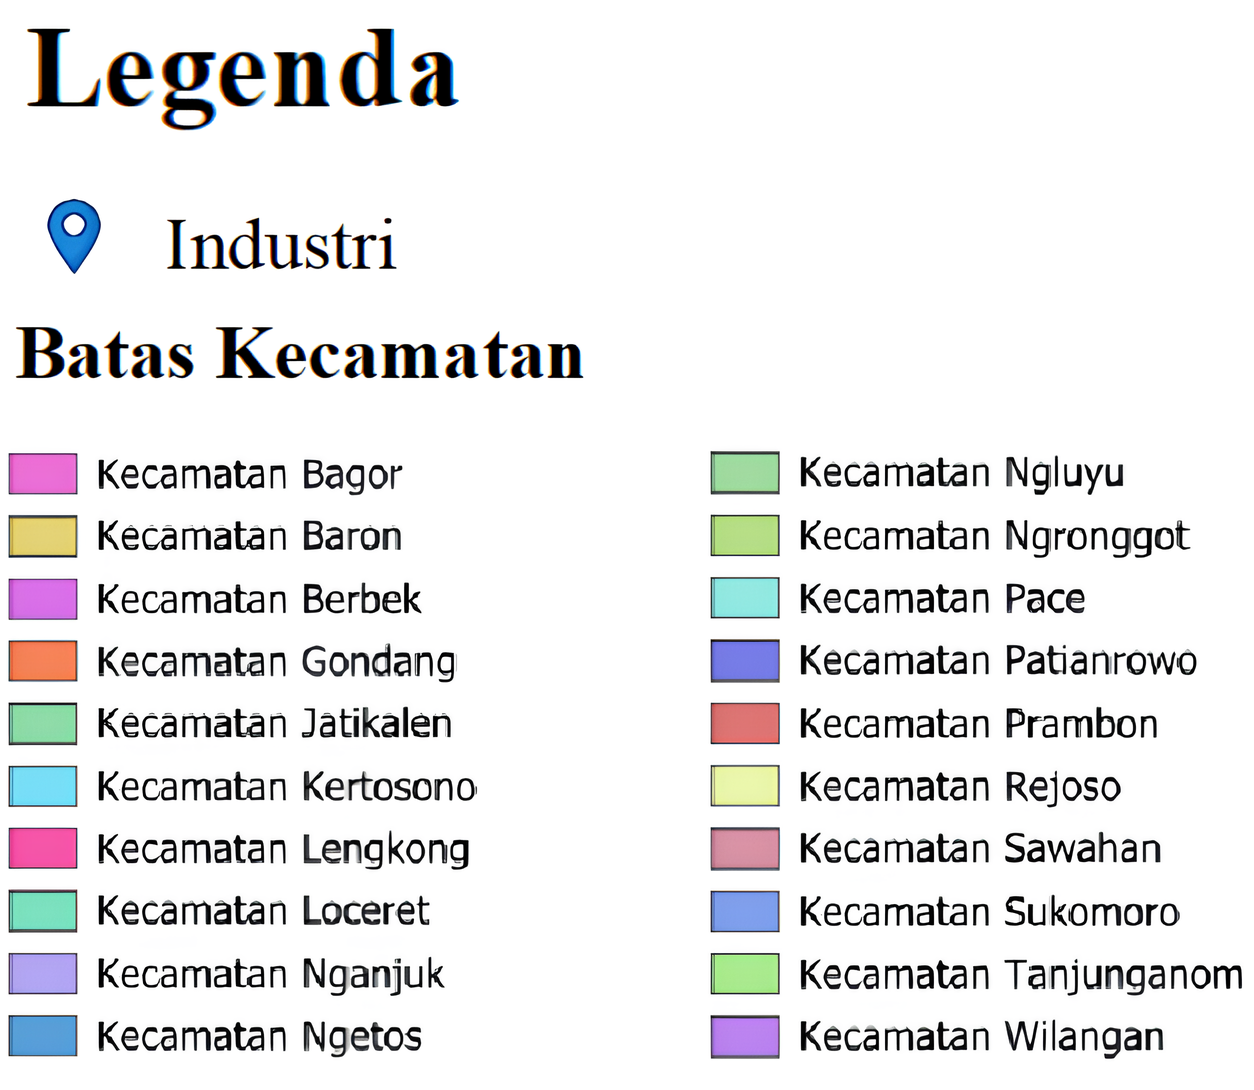 Legenda
Industri
Batas Kecamatan
Kecamatan Bagor
Kecamatan Baron
Kecamatan Berbek
Kecamatan Gondang
Kecamatan Jatikalen
Kecamatan Kertosono
Kecamatan Lengkong
Kecamatan Loceret
Kecamatan Nganjuk
Kecamatan Ngetos
Kecamatan Ngluyu
Kecamatan Ngronggot
Kecamatan Pace
Kecamatan Patianrowo
Kecamatan Prambon
Kecamatan Rejoso
Kecamatan Sawahan
Kecamatan Sukomoro
Kecamatan Tanjunganom
Kecamatan Wilangan